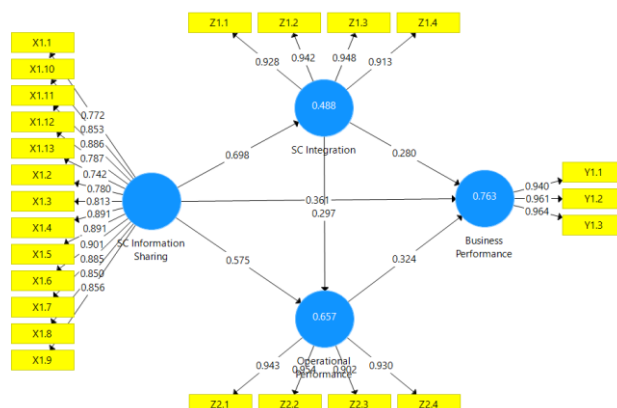 Z1.1 Z1.2 Z1.3 Z1.4
0.928 0.942 0.948 0.913
X1.1
X1.10
X1.11
X1.12
X1.13
X1.2
X1.3
X1.4
X1.5
X1.6
X1.7
X1.8
X1.9
0.772
0.853
0.886
0.787
0.742
0.780
0.813
0.891
0.891
0.901
0.885
0.850
0.856
SC Information
Sharing
0.698
0.575
0.488
SC Integration
0.280
0.361
0.297
0.324
0.763
Business
Performance
0.940
0.961
0.964
Y1.1
Y1.2
Y1.3
0.657
Operational
Performance
0.943 0.954 0.902 0.930
Z2.1 Z2.2 Z2.3 Z2.4